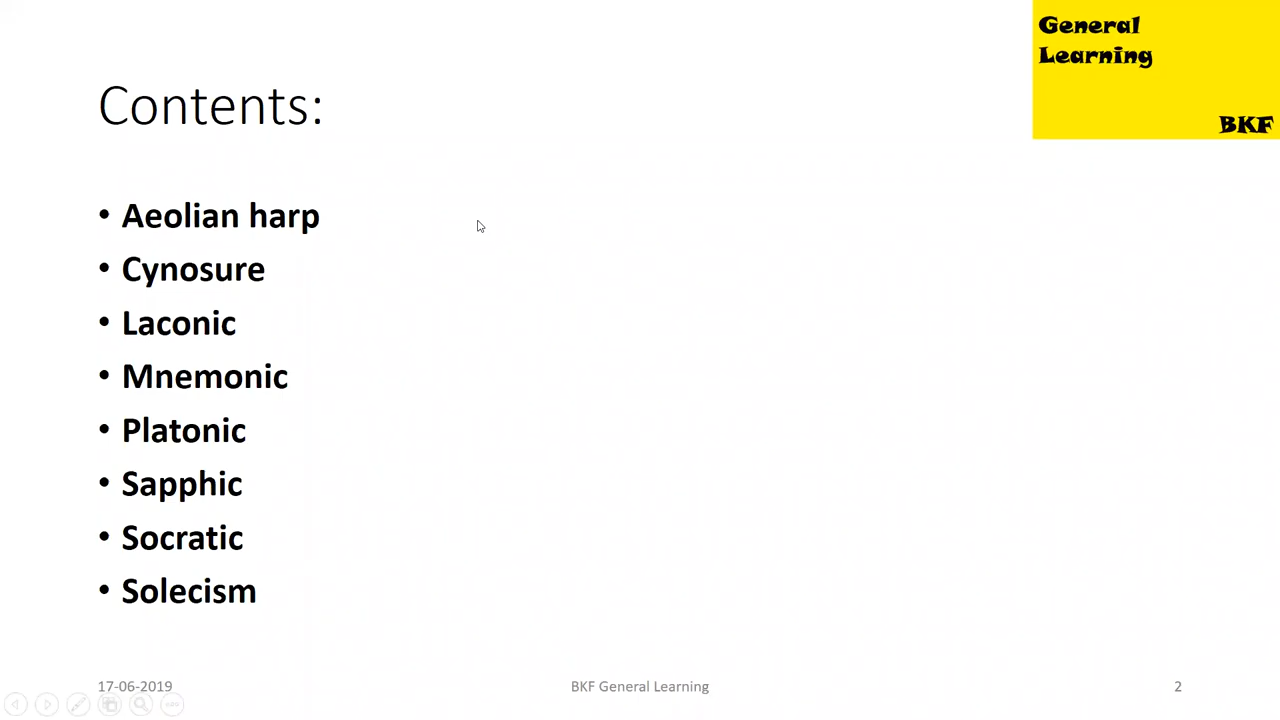 General
Learning
BKF
Contents:
• Aeolian harp
• Cynosure
• Laconic
• Mnemonic
• Platonic
• Sapphic
• Socratic
• Solecism
17-06-2019
BKF General Learning
2